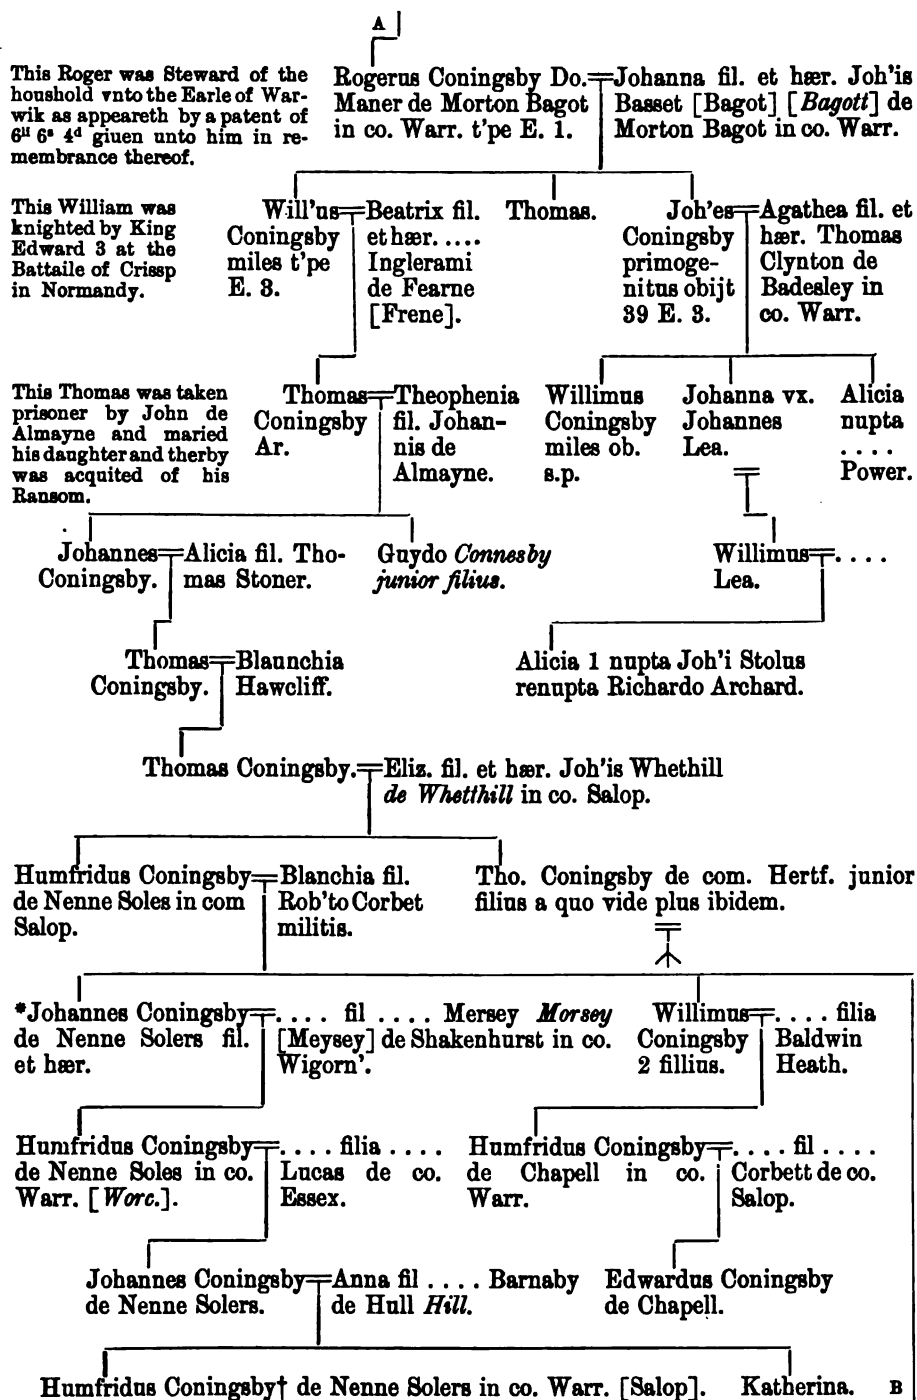 A
This Roger was Steward of the
houshold vnto the Earle of War-
wik as appeareth by a patent of
6li 6s 4d giuen unto him in re-
membrance thereof.
Rogerus Coningsby Do.
Maner de Morton Bagot
in co. Warr. t'pe E. 1.
Johanna fil. et hær. Joh'is
Basset [Bagot] [Bagott] de
Morton Bagot in co. Warr.
This William was
knighted by King
Edward 3 at the
Battaile of Crissp
in Normandy.
Will'us
Coningsby
miles t'pe
E. 3.
Beatrix fil.
et hær. ....
Inglerami
de Fearne
[Frene].
Thomas.
Joh'es
Coningsby
primoge-
nitus obijt
39 E. 3.
Agathea fil. et
hær. Thomas
Clynton de
Badesley in
co. Warr.
This Thomas was taken
prisoner by John de
Almayne and maried
his daughter and therby
was acquited of his
Ransom.
Thomas
Coningsby
Ar.
Theophenia
fil. Johan-
nis de
Almayne.
Willimus
Coningsby
miles ob.
s.p.
Johanna vx.
Johannes
Lea.
Alicia
nupta
....
Power.
Johannes
Coningsby.
Alicia fil. Tho-
mas Stoner.
Guydo Connesby
junior filius.
Willimus
Lea.
....
Thomas
Coningsby.
Blaunchia
Hawcliff.
Alicia 1 nupta Joh'i Stolus
renupta Richardo Archard.
Thomas Coningsby.
Eliz. fil. et hær. Joh'is Whethill
de Whetthill in co. Salop.
Humfridus Coningsby
de Nenne Soles in com
Salop.
Blanchia fil.
Rob'to Corbet
militis.
Tho. Coningsby de com. Hertf. junior
filius a quo vide plus ibidem.
*Johannes Coningsby
de Nenne Solers fil.
et hær.
.... fil .... Mersey Morsey
[Meysey] de Shakenhurst in co.
Wigorn'.
Willimus
Coningsby
2 fillius.
.... filia
Baldwin
Heath.
Humfridus Coningsby
de Nenne Soles in co.
Warr. [Worc.].
.... filia ....
Lucas de co.
Essex.
Humfridus Coningsby
de Chapell in co.
Warr.
.... fil ....
Corbett de co.
Salop.
Johannes Coningsby
de Nenne Solers.
Anna fil .... Barnaby
de Hull Hill.
Edwardus Coningsby
de Chapell.
Humfridus Coningsby† de Nenne Solers in co. Warr. [Salop].
Katherina.
B